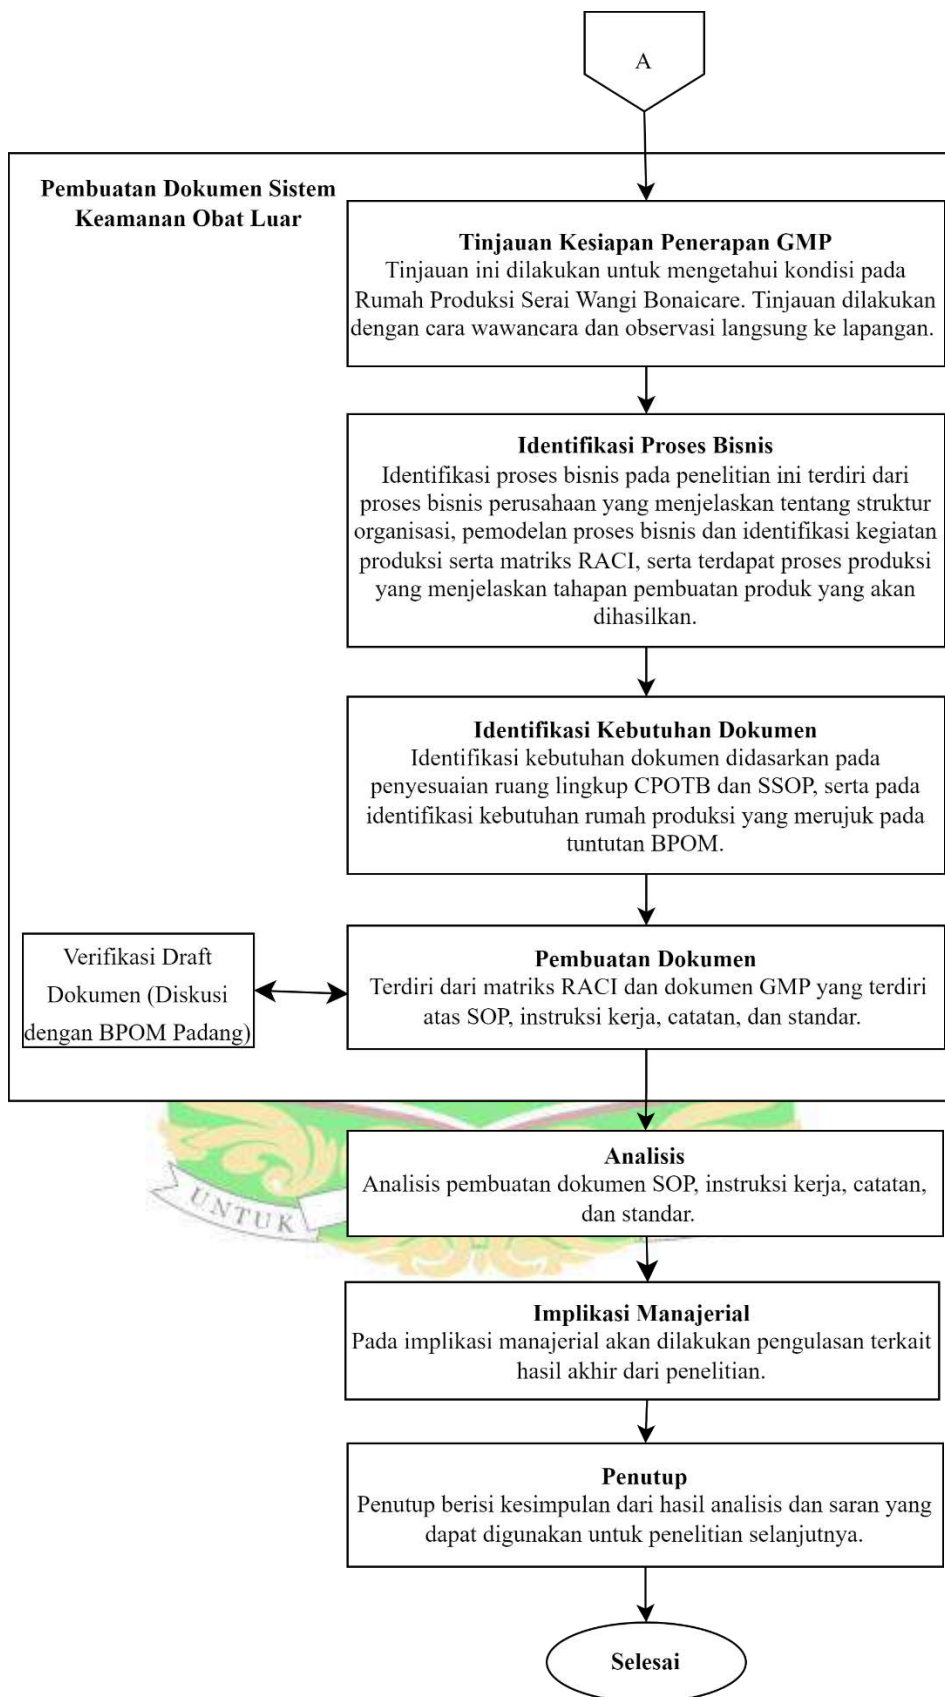 A
Pembuatan Dokumen Sistem
Keamanan Obat Luar
Tinjauan Kesiapan Penerapan GMP
Tinjauan ini dilakukan untuk mengetahui kondisi pada
Rumah Produksi Serai Wangi Bonaicare. Tinjauan dilakukan
dengan cara wawancara dan observasi langsung ke lapangan.
Identifikasi Proses Bisnis
Identifikasi proses bisnis pada penelitian ini terdiri dari
proses bisnis perusahaan yang menjelaskan tentang struktur
organisasi, pemodelan proses bisnis dan identifikasi kegiatan
produksi serta matriks RACI, serta terdapat proses produksi
yang menjelaskan tahapan pembuatan produk yang akan
dihasilkan.
Identifikasi Kebutuhan Dokumen
Identifikasi kebutuhan dokumen didasarkan pada
penyesuaian ruang lingkup CPOTB dan SSOP, serta pada
identifikasi kebutuhan rumah produksi yang merujuk pada
tuntutan BPOM.
Verifikasi Draft
Dokumen (Diskusi
dengan BPOM Padang)
Pembuatan Dokumen
Terdiri dari matriks RACI dan dokumen GMP yang terdiri
atas SOP, instruksi kerja, catatan, dan standar.
Analisis
Analisis pembuatan dokumen SOP, instruksi kerja, catatan,
dan standar.
UNTUK
Implikasi Manajerial
Pada implikasi manajerial akan dilakukan pengulasan terkait
hasil akhir dari penelitian.
Penutup
Penutup berisi kesimpulan dari hasil analisis dan saran yang
dapat digunakan untuk penelitian selanjutnya.
Selesai